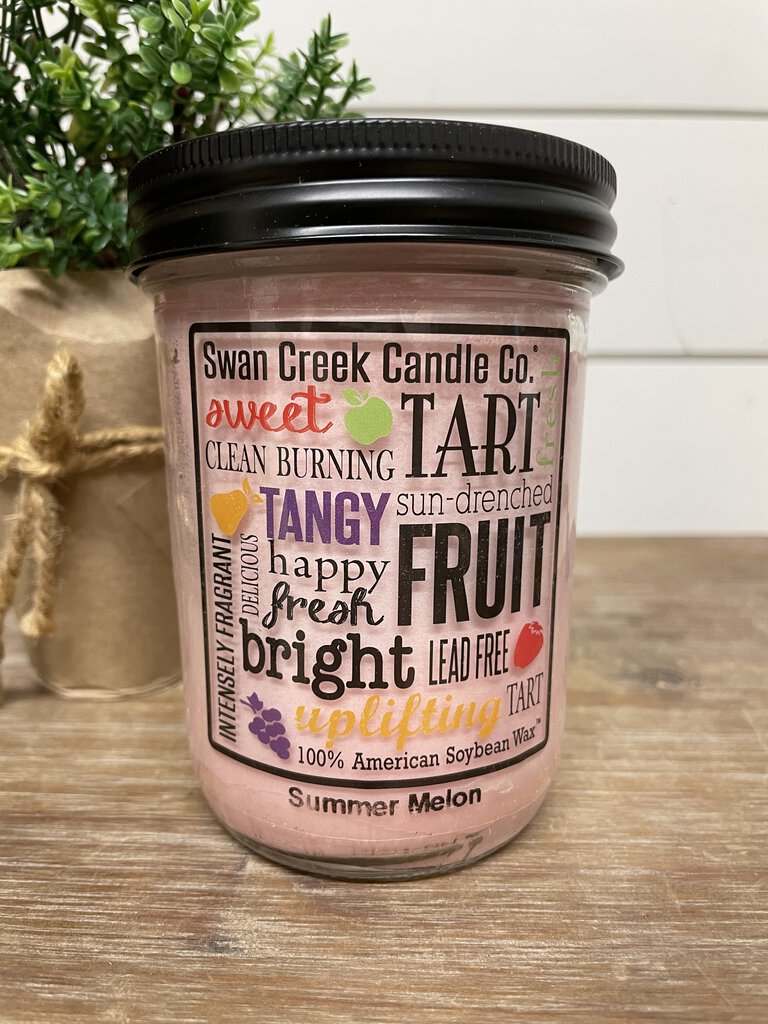 Swan Creek Candle Co.®
sweet
TART
fresh
CLEAN BURNING
sun-drenched
TANGY
FRUIT
INTENSELY FRAGRANT
DELICIOUS
happy
fresh
bright
LEAD FREE
uplifting
TART
100% American Soybean Wax™
Summer Melon